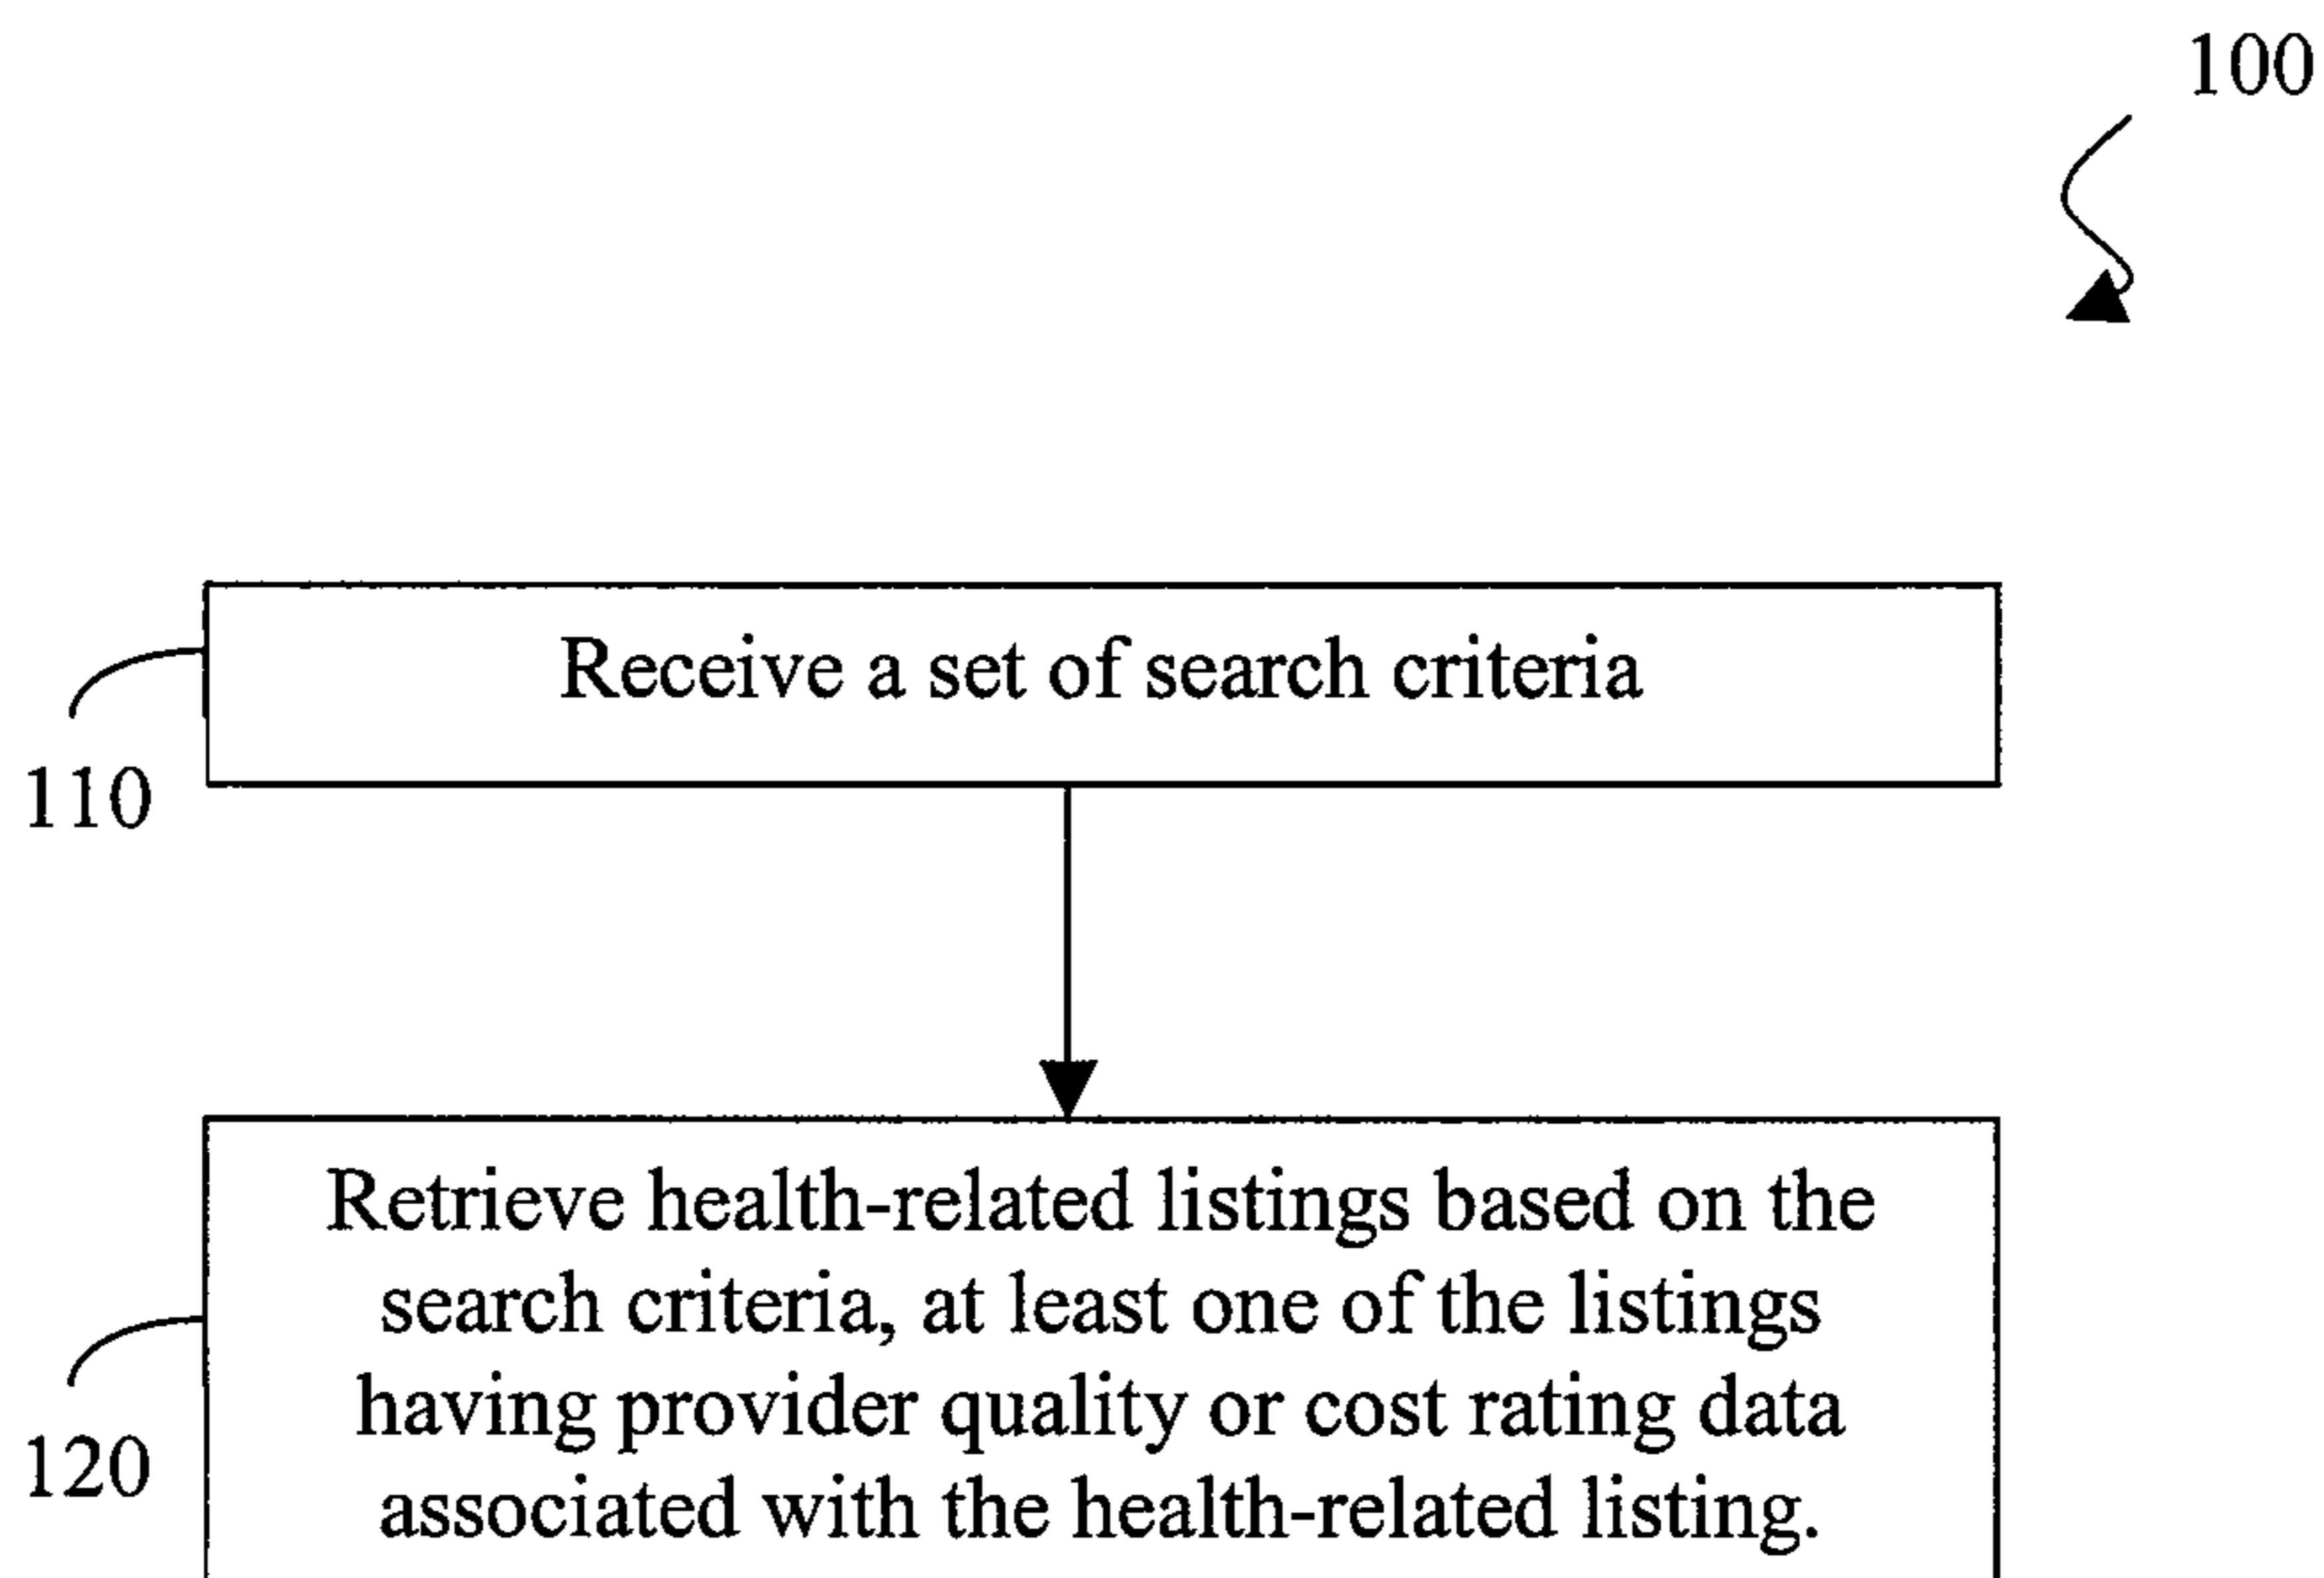 100
Receive a set of search criteria
110
Retrieve health-related listings based on the
search criteria, at least one of the listings
having provider quality or cost rating data
associated with the health-related listing.
120